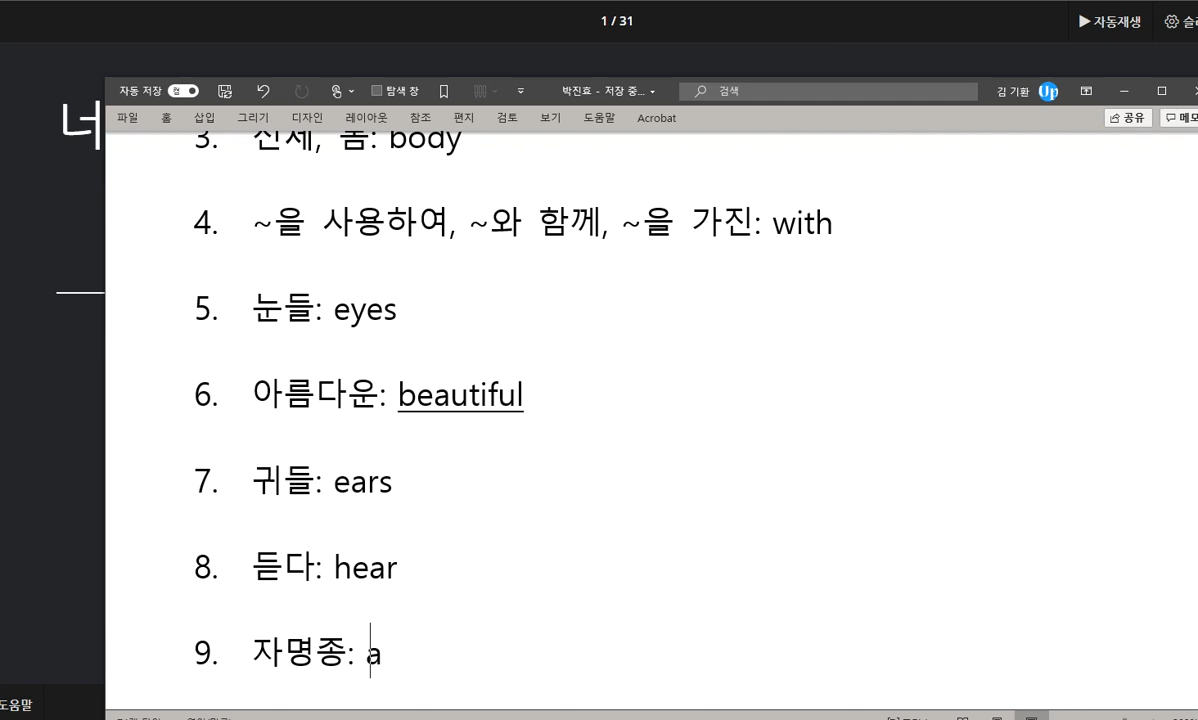 1 / 31
▶ 자동재생
네
자동 저장
탐색 창
박진효 - 저장 중...
검색
김 기환
파일 홈 삽입 그리기 디자인 레이아웃 참조 편지 검토 보기 도움말 Acrobat
공유
3. 신체, 몸: body
4. ~을 사용하여, ~와 함께, ~을 가진: with
5. 눈들: eyes
6. 아름다운: beautiful
7. 귀들: ears
8. 듣다: hear
9. 자명종: a
도움말